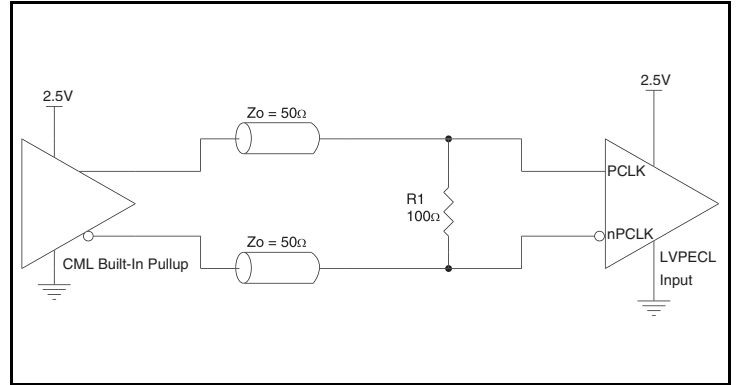 2.5V
2.5V
Zo = 50Ω
PCLK
R1
100Ω
nPCLK
Zo = 50Ω
CML Built-In Pullup
LVPECL
Input